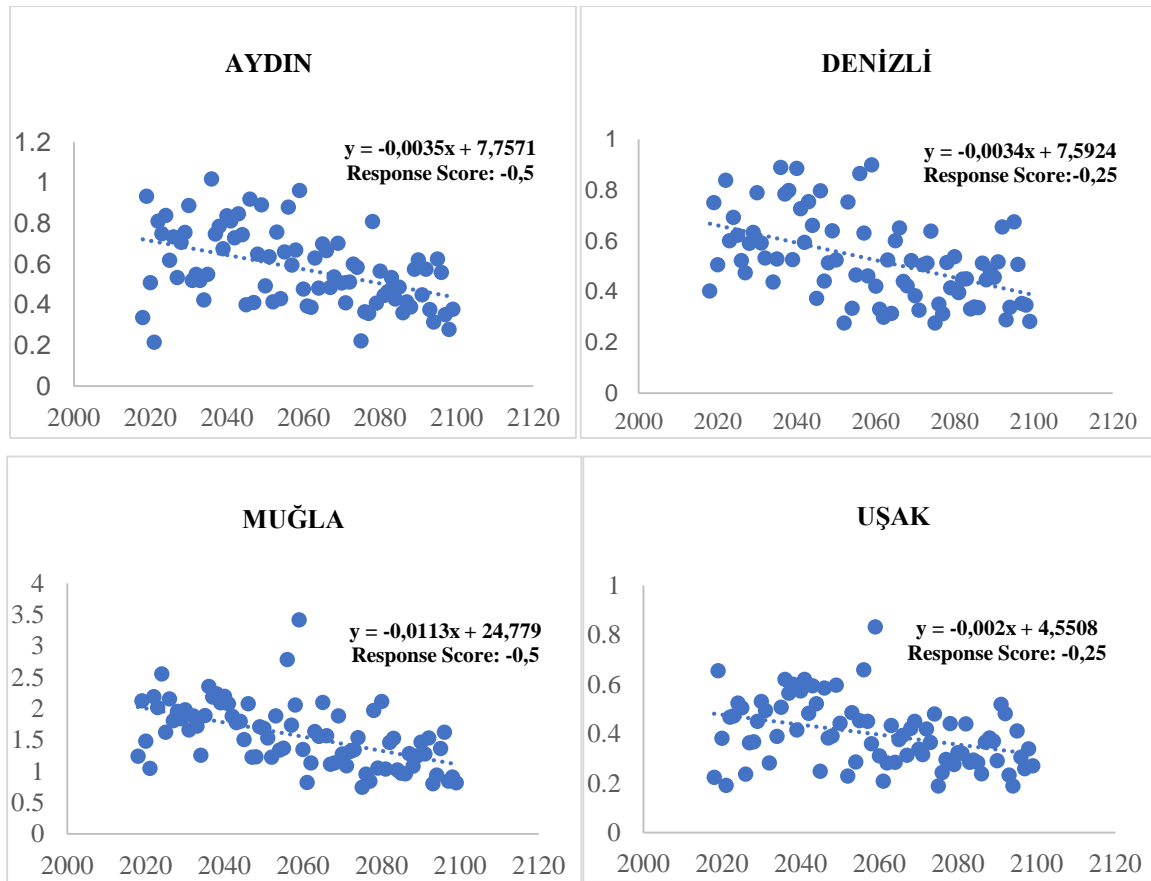 AYDIN
y = -0,0035x + 7,7571
Response Score: -0,5
1.2
1
0.8
0.6
0.4
0.2
0
2000 2020 2040 2060 2080 2100 2120
DENİZLİ
y = -0,0034x + 7,5924
Response Score:-0,25
1
0.8
0.6
0.4
0.2
0
2000 2020 2040 2060 2080 2100 2120
MUĞLA
y = -0,0113x + 24,779
Response Score: -0,5
4
3.5
3
2.5
2
1.5
1
0.5
0
2000 2020 2040 2060 2080 2100 2120
UŞAK
y = -0,002x + 4,5508
Response Score: -0,25
1
0.8
0.6
0.4
0.2
0
2000 2020 2040 2060 2080 2100 2120